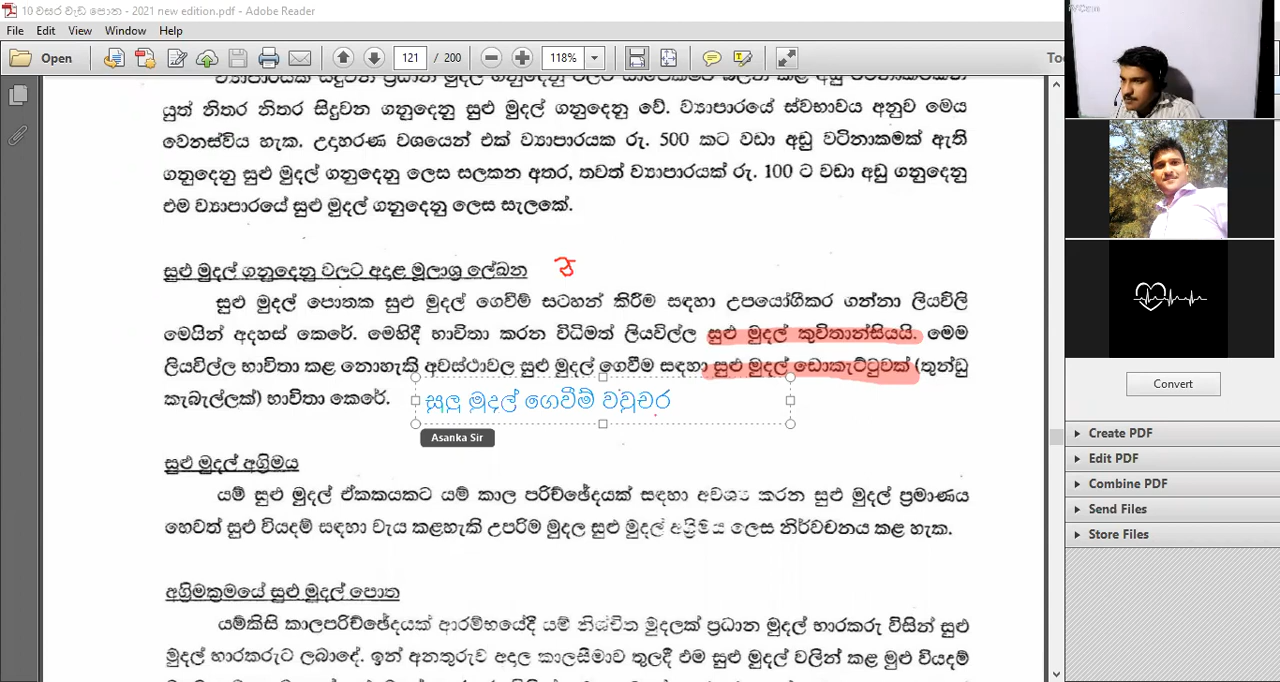 10 වසර වැඩ පොත - 2021 new edition.pdf - Adobe Reader
File Edit View Window Help
Open 121 / 200 118%
යුත් නිතර නිතර සිදුවන ගනුදෙනු සුළු මුදල් ගනුදෙනු වේ. ව්‍යාපාරයේ ස්වභාවය අනුව මෙය
වෙනස්විය හැක. උදාහරණ වශයෙන් එක් ව්‍යාපාරයක රු. 500 කට වඩා අඩු වටිනාකමක් ඇති
ගනුදෙනු සුළු මුදල් ගනුදෙනු ලෙස සලකන අතර, තවත් ව්‍යාපාරයක් රු. 100 ට වඩා අඩු ගනුදෙනු
එම ව්‍යාපාරයේ සුළු මුදල් ගනුදෙනු ලෙස සැලකේ.
සුළු මුදල් ගනුදෙනු වලට අදාළ මූලාශ්‍ර ලේඛන
සුළු මුදල් පොතක සුළු මුදල් ගෙවීම් සටහන් කිරීම සඳහා උපයෝගීකර ගන්නා ලියවිලි
මෙයින් අදහස් කෙරේ. මෙහිදී භාවිතා කරන විධිමත් ලියවිල්ල සුළු මුදල් කුවිතාන්සියයි. මෙම
ලියවිල්ල භාවිතා කළ නොහැකි අවස්ථාවල සුළු මුදල් ගෙවීම සඳහා සුළු මුදල් ඩොකැට්ටුවක් (තුන්ඩු
කැබැල්ලක්) භාවිතා කෙරේ.
සුලු මුදල් ගෙවීම් වවුචර
Asanka Sir
සුළු මුදල් අග්‍රිමය
යම් සුළු මුදල් ඒකකයකට යම් කාල පරිච්ඡේදයක් සඳහා අවශ්‍ය කරන සුළු මුදල් ප්‍රමාණය
හෙවත් සුළු වියදම් සඳහා වැය කළහැකි උපරිම මුදල සුළු මුදල් අග්‍රිමිය ලෙස නිර්වචනය කළ හැක.
අග්‍රිමක්‍රමයේ සුළු මුදල් පොත
යම්කිසි කාලපරිච්ඡේදයක් ආරම්භයේදී යම් නිශ්චිත මුදලක් ප්‍රධාන මුදල් භාරකරු විසින් සුළු
මුදල් භාරකරුට ලබාදේ. ඉන් අනතුරුව අදාල කාලසීමාව තුලදී එම සුළු මුදල් වලින් කළ මුළු වියදම්
Convert
Create PDF
Edit PDF
Combine PDF
Send Files
Store Files